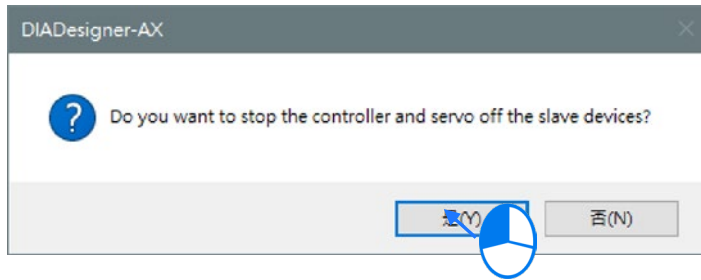 DIADesigner-AX
Do you want to stop the controller and servo off the slave devices?
是(Y)
否(N)